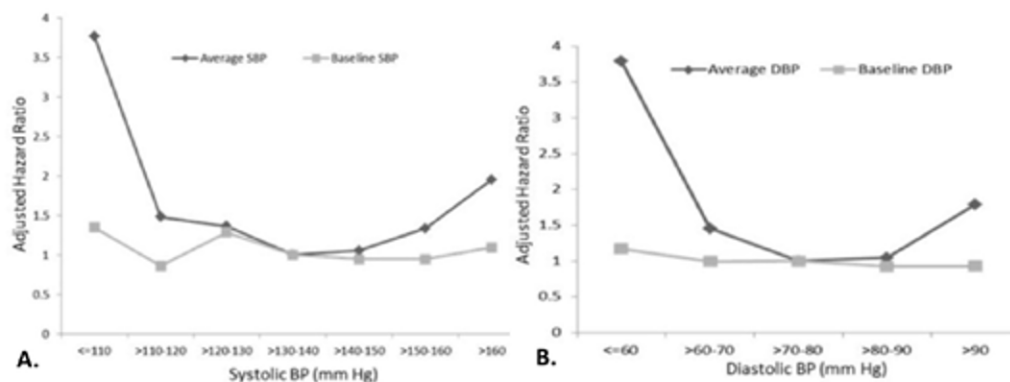 4
3.5
3
2.5
2
1.5
1
0.5
0
Adjusted Hazard Ratio
Average SBP
Baseline SBP
<=110 >110-120 >120-130 >130-140 >140-150 >150-160 >160
Systolic BP (mm Hg)
A.
4
3.5
3
2.5
2
1.5
1
0.5
0
Adjusted Hazard Ratio
Average DBP
Baseline DBP
<=60 >60-70 >70-80 >80-90 >90
Diastolic BP (mm Hg)
B.